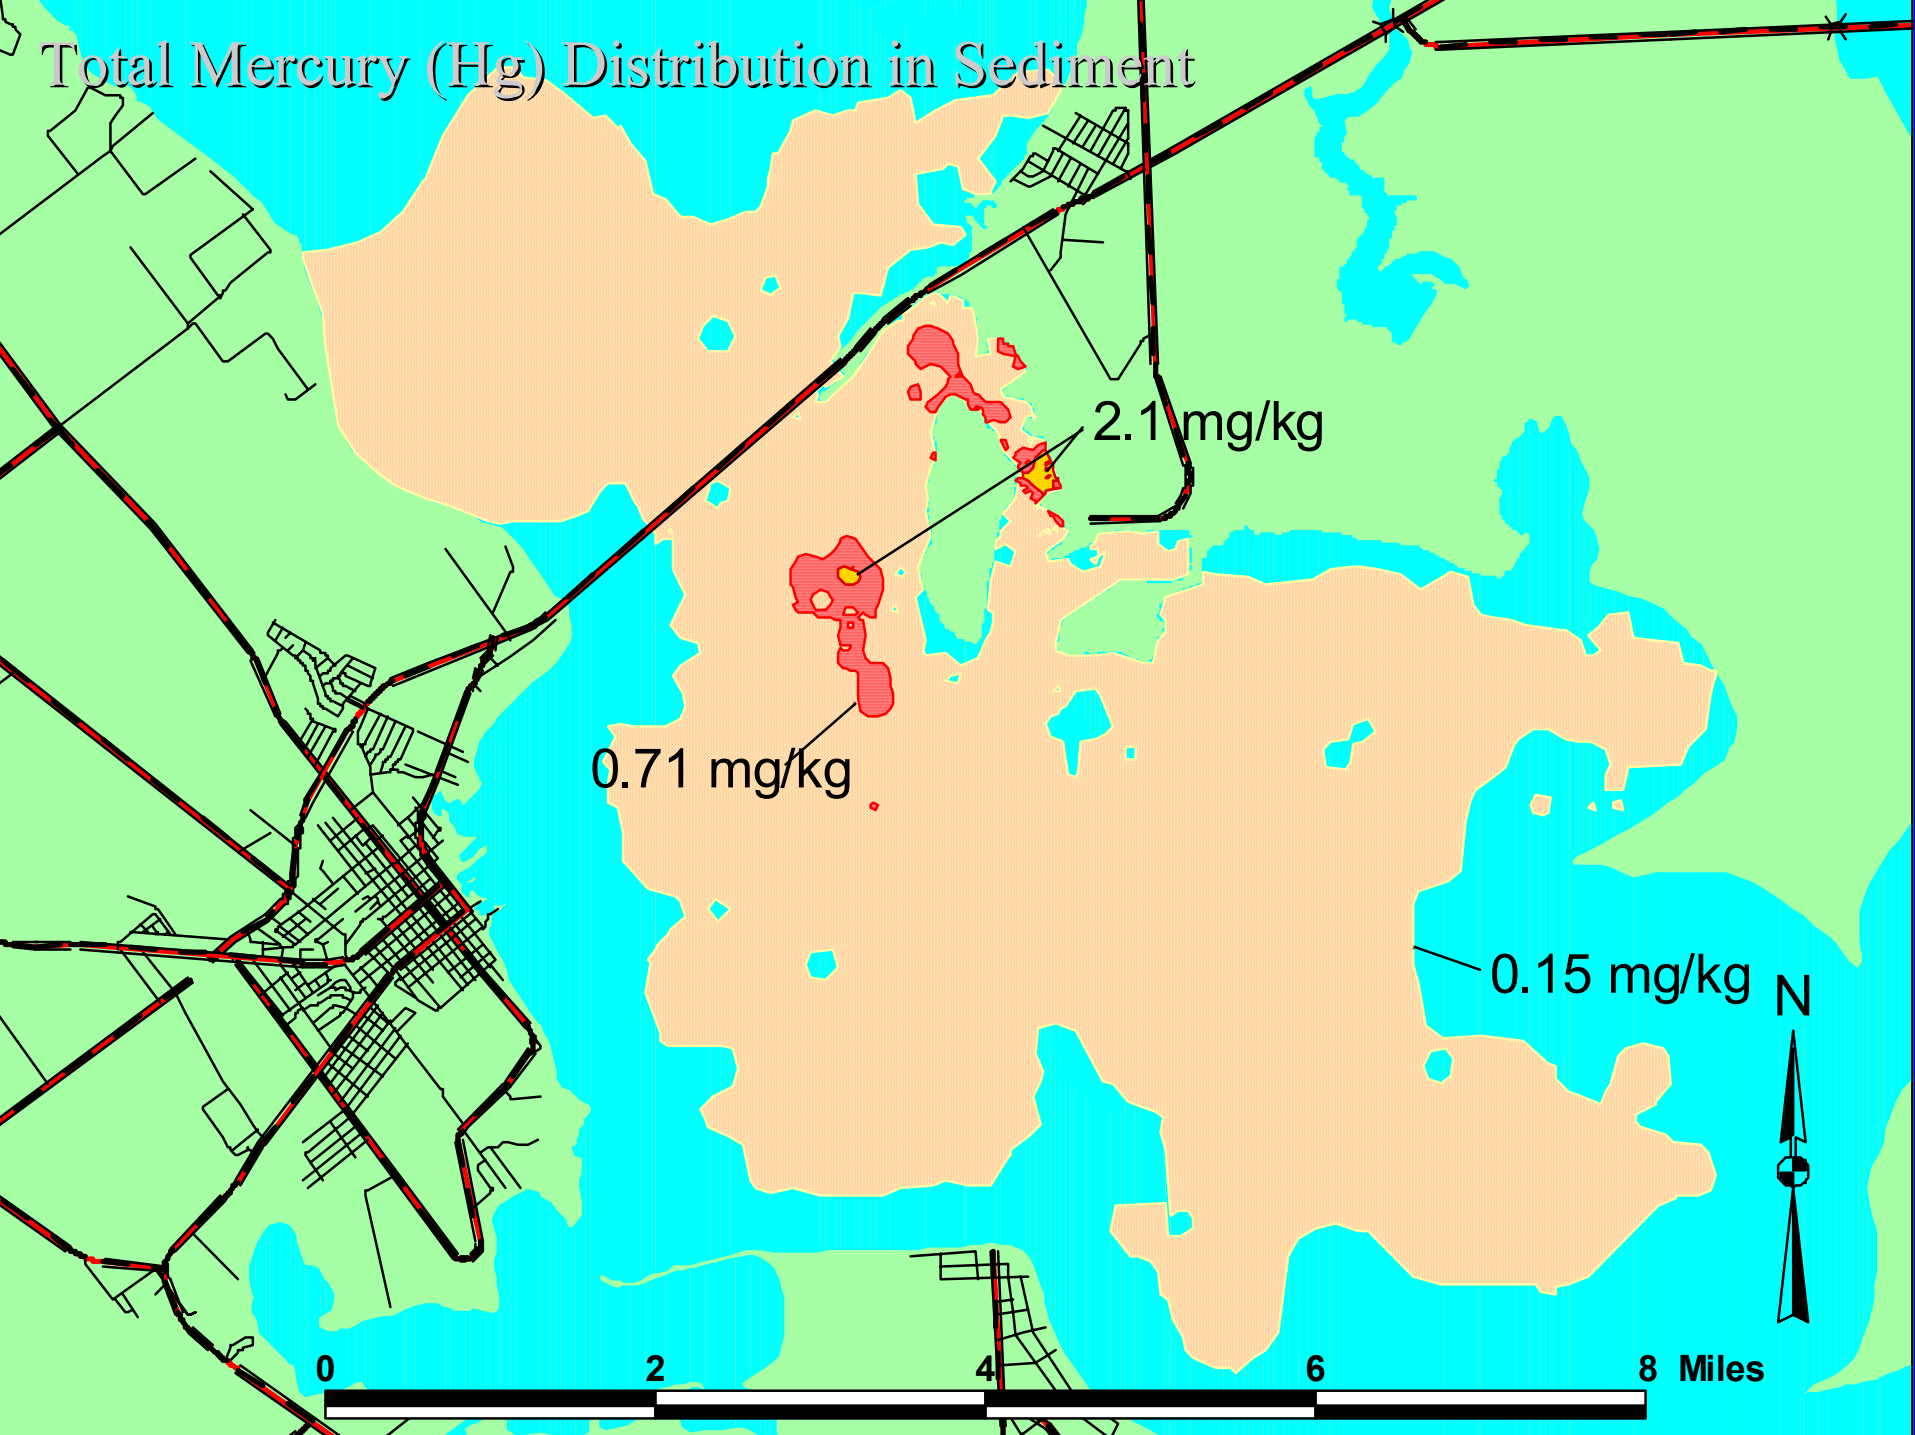 Total Mercury (Hg) Distribution in Sediment
2.1 mg/kg
0.71 mg/kg
0.15 mg/kg
N
0 2 4 6 8 Miles